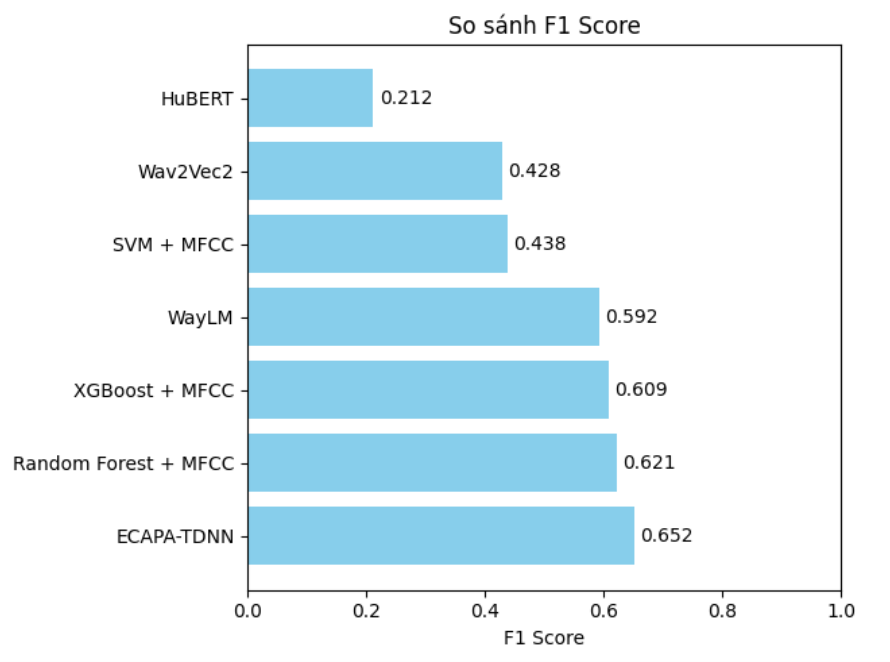 So sánh F1 Score
HuBERT
0.212
Wav2Vec2
0.428
SVM + MFCC
0.438
WayLM
0.592
XGBoost + MFCC
0.609
Random Forest + MFCC
0.621
ECAPA-TDNN
0.652
0.0 0.2 0.4 0.6 0.8 1.0
F1 Score